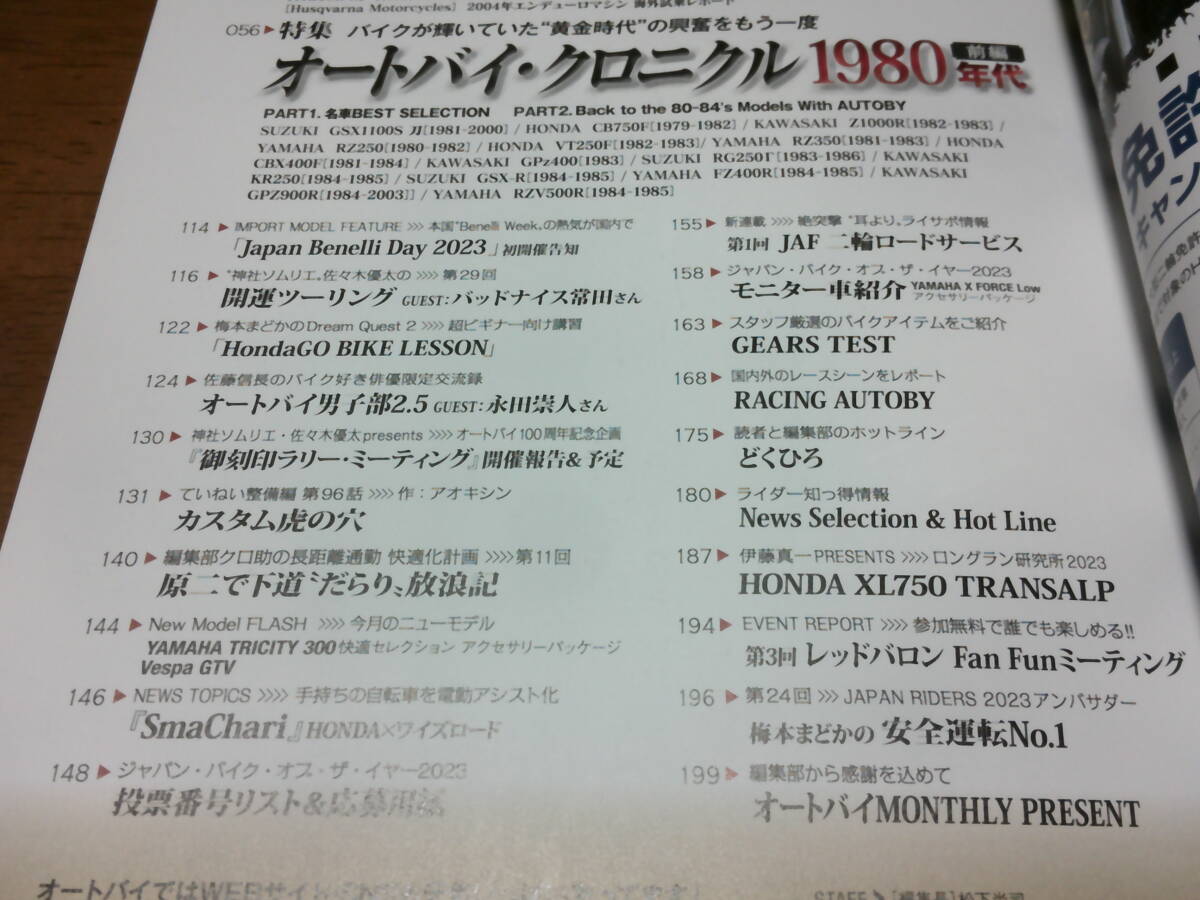 [Husqvarna Motorcycles] 2004年エンデューロマシン 海外試乗レポート
056▶特集 バイクが輝いていた"黄金時代"の興奮をもう一度
オートバイ・クロニクル1980年代 前編
PART1. 名車BEST SELECTION PART2. Back to the 80-84's Models With AUTOBY
SUZUKI GSX1100S 刀[1981-2000] / HONDA CB750F[1979-1982] / KAWASAKI Z1000R[1982-1983] /
YAMAHA RZ250[1980-1982] / HONDA VT250F[1982-1983]/ YAMAHA RZ350[1981-1983] / HONDA
CBX400F[1981-1984] / KAWASAKI GPz400[1983] / SUZUKI RG250Γ[1983-1986] / KAWASAKI
KR250[1984-1985] / SUZUKI GSX-R[1984-1985] / YAMAHA FZ400R[1984-1985] / KAWASAKI
GPZ900R[1984-2003]] / YAMAHA RZV500R[1984-1985]
114 ▶ IMPORT MODEL FEATURE >>> 本国"Benelli Week„の熱気が国内で
「Japan Benelli Day 2023」初開催告知
116 ▶ "神社ソムリエ„佐々木優太の >>>> 第29回
開運ツーリング GUEST:バッドナイス常田さん
122 ▶ 梅本まどかのDream Quest 2 >>>> 超ビギナー向け講習
「HondaGO BIKE LESSON」
124 ▶ 佐藤信長のバイク好き俳優限定交流録
オートバイ男子部2.5 GUEST:永田崇人さん
130 ▶ 神社ソムリエ・佐々木優太presents >>>> オートバイ100周年記念企画
『御刻印ラリー・ミーティング』開催報告&予定
131 ▶ ていねい整備編 第96話 >>>> 作:アオキシン
カスタム虎の穴
140 ▶ 編集部クロ助の長距離通勤 快適化計画 >>>> 第11回
原二で下道〝だらり〟放浪記
144 ▶ New Model FLASH >>>> 今月のニューモデル
YAMAHA TRICITY 300 快適セレクション アクセサリーパッケージ
Vespa GTV
146 ▶ NEWS TOPICS >>>> 手持ちの自転車を電動アシスト化
『SmaChari』HONDA×ワイズロード
148 ▶ ジャパン・バイク・オブ・ザ・イヤー2023
投票番号リスト&応募用紙
155 ▶ 新連載 >>>> 絶突撃 "耳より„ライサポ情報
第1回 JAF 二輪ロードサービス
158 ▶ ジャパン・バイク・オブ・ザ・イヤー2023
モニター車紹介 YAMAHA X FORCE Low アクセサリーパッケージ
163 ▶ スタッフ厳選のバイクアイテムをご紹介
GEARS TEST
168 ▶ 国内外のレースシーンをレポート
RACING AUTOBY
175 ▶ 読者と編集部のホットライン
どくひろ
180 ▶ ライダー知っ得情報
News Selection & Hot Line
187 ▶ 伊藤真一PRESENTS >>>> ロングラン研究所2023
HONDA XL750 TRANSALP
194 ▶ EVENT REPORT >>>> 参加無料で誰でも楽しめる!!
第3回 レッドバロン Fan Funミーティング
196 ▶ 第24回 >>> JAPAN RIDERS 2023アンバサダー
梅本まどかの 安全運転No.1
199 ▶ 編集部から感謝を込めて
オートバイMONTHLY PRESENT
オートバイではWEBサイト
STAFF > [編集長]松下尚司
免許
キャン